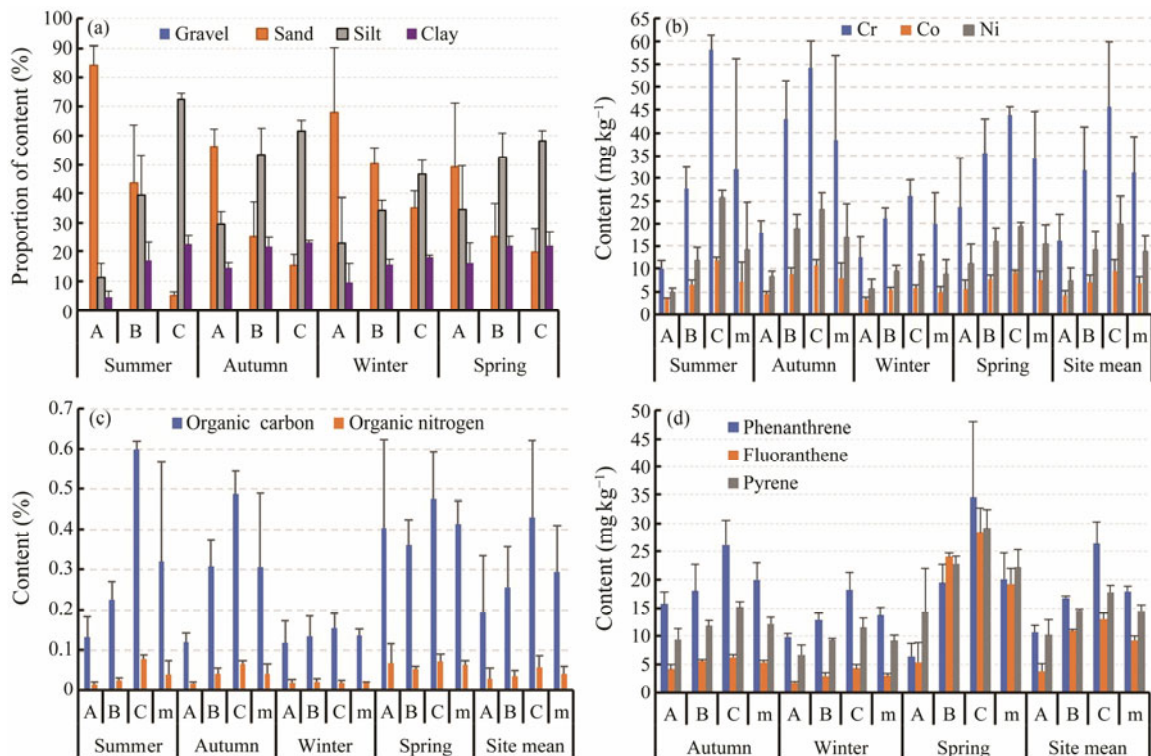 (a) Gravel Sand Silt Clay
Proportion of content (%)
100
90
80
70
60
50
40
30
20
10
0
A B C A B C A B C A B C
Summer Autumn Winter Spring
(b) Cr Co Ni
Content (mg kg⁻¹)
65
60
55
50
45
40
35
30
25
20
15
10
5
0
A B C m A B C m A B C m A B C m A B C m
Summer Autumn Winter Spring Site mean
(c) Organic carbon Organic nitrogen
Content (%)
0.7
0.6
0.5
0.4
0.3
0.2
0.1
0
A B C m A B C m A B C m A B C m A B C m
Summer Autumn Winter Spring Site mean
(d)
Phenanthrene
Fluoranthene
Pyrene
Content (mg kg⁻¹)
50
45
40
35
30
25
20
15
10
5
0
A B C m A B C m A B C m A B C m
Autumn Winter Spring Site mean